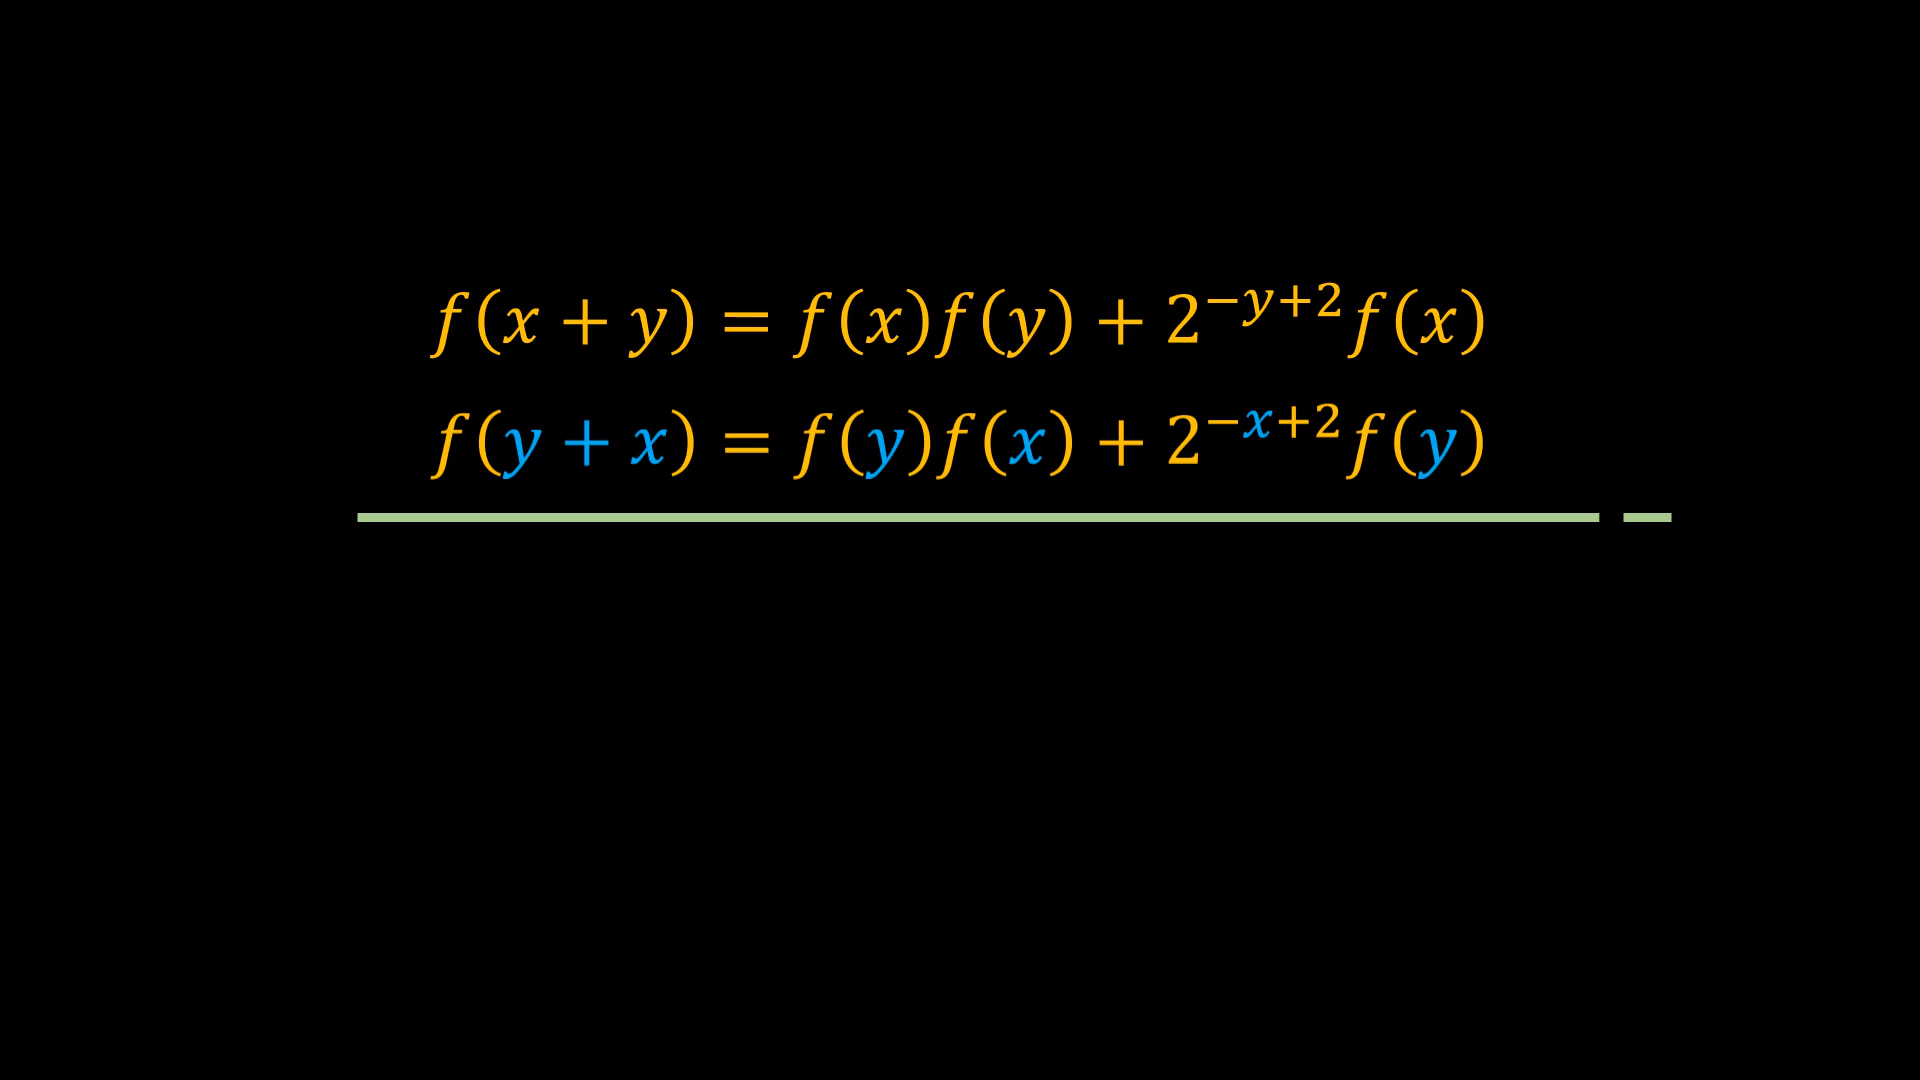 f(x + y) = f(x)f(y) + 2^{-y+2}f(x)
f(y + x) = f(y)f(x) + 2^{-x+2}f(y)